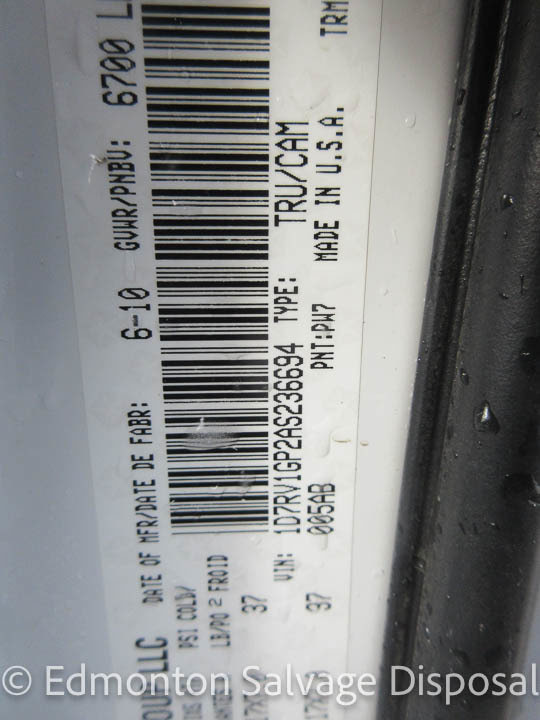 LLC
DATE OF MFR/DATE DE FABR: 6-10 GVWR/PNBV: 6700
PSI COLD/
LB/PO 2 FROID
37
VIN: 1D7RV1GP2AS236694 TYPE: TRU/CAM
005AB PNT:PW7 MADE IN U.S.A. TRM
37
© Edmonton Salvage Disposal